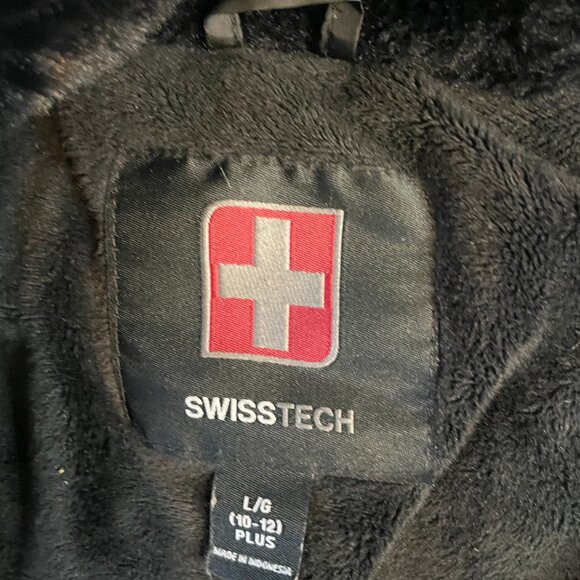 SWISSTECH
L/G
(10-12)
PLUS
MADE IN INDONESIA